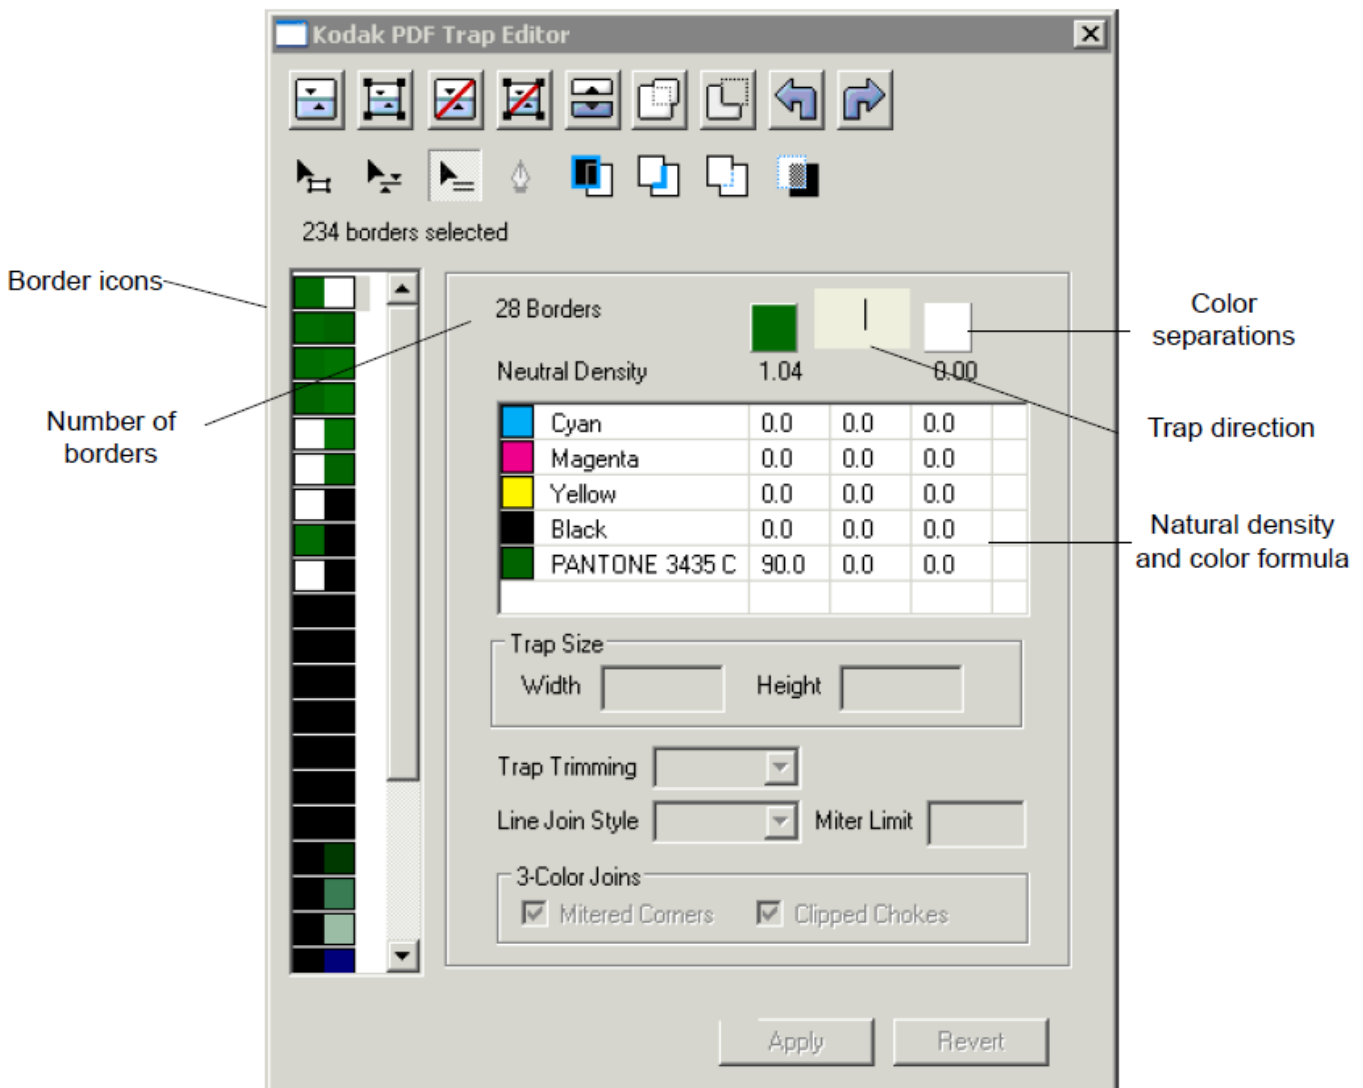 Kodak PDF Trap Editor
234 borders selected
Border icons
28 Borders
Color
separations
Neutral Density 1.04 0.00
Number of
borders
Trap direction
Cyan 0.0 0.0 0.0
Magenta 0.0 0.0 0.0
Yellow 0.0 0.0 0.0
Black 0.0 0.0 0.0
PANTONE 3435 C 90.0 0.0 0.0
Natural density
and color formula
Trap Size
Width Height
Trap Trimming
Line Join Style Miter Limit
3-Color Joins
Mitered Corners Clipped Chokes
Apply Revert